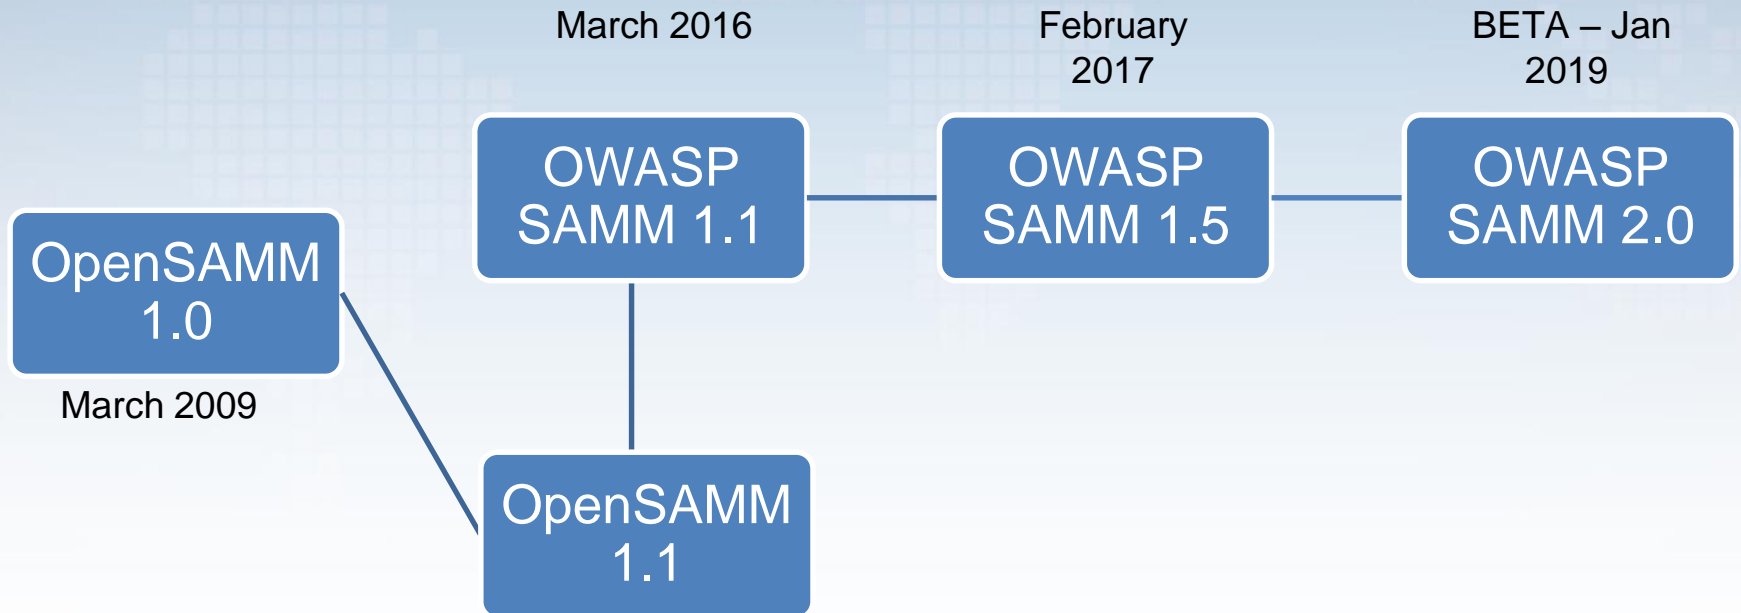 March 2016
February
2017
BETA – Jan
2019
OWASP
SAMM 1.1
OWASP
SAMM 1.5
OWASP
SAMM 2.0
OpenSAMM
1.0
March 2009
OpenSAMM
1.1